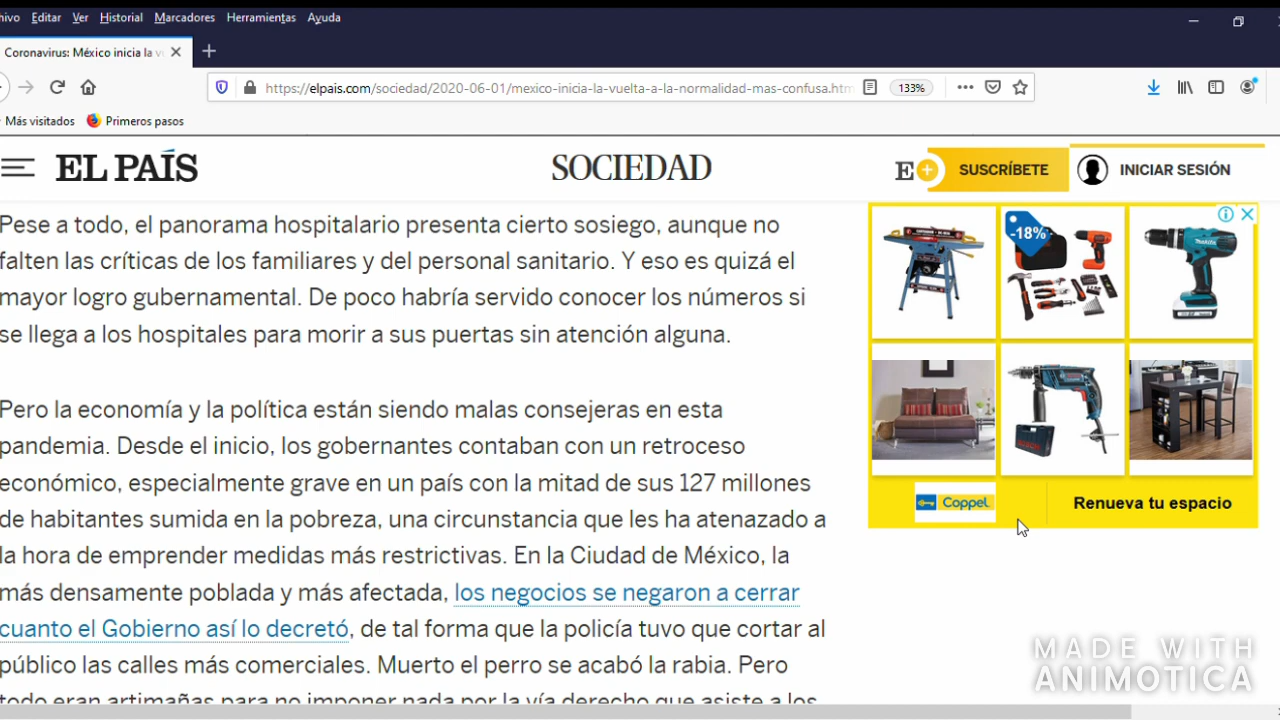 hivo Editar Ver Historial Marcadores Herramientas Ayuda
Coronavirus: México inicia la v
https://elpais.com/sociedad/2020-06-01/mexico-inicia-la-vuelta-a-la-normalidad-mas-confusa.htm 133%
Más visitados Primeros pasos
EL PAÍS SOCIEDAD E+ SUSCRÍBETE INICIAR SESIÓN
Pese a todo, el panorama hospitalario presenta cierto sosiego, aunque no
falten las críticas de los familiares y del personal sanitario. Y eso es quizá el
mayor logro gubernamental. De poco habría servido conocer los números si
se llega a los hospitales para morir a sus puertas sin atención alguna.
Pero la economía y la política están siendo malas consejeras en esta
pandemia. Desde el inicio, los gobernantes contaban con un retroceso
económico, especialmente grave en un país con la mitad de sus 127 millones
de habitantes sumida en la pobreza, una circunstancia que les ha atenazado a
la hora de emprender medidas más restrictivas. En la Ciudad de México, la
más densamente poblada y más afectada, los negocios se negaron a cerrar
cuanto el Gobierno así lo decretó, de tal forma que la policía tuvo que cortar al
público las calles más comerciales. Muerto el perro se acabó la rabia. Pero
todo eran artimañas para no imponer nada por la vía derecho que asiste a los
-18%
makita
BOSCH
Coppel Renueva tu espacio
MADE WITH
ANIMOTICA